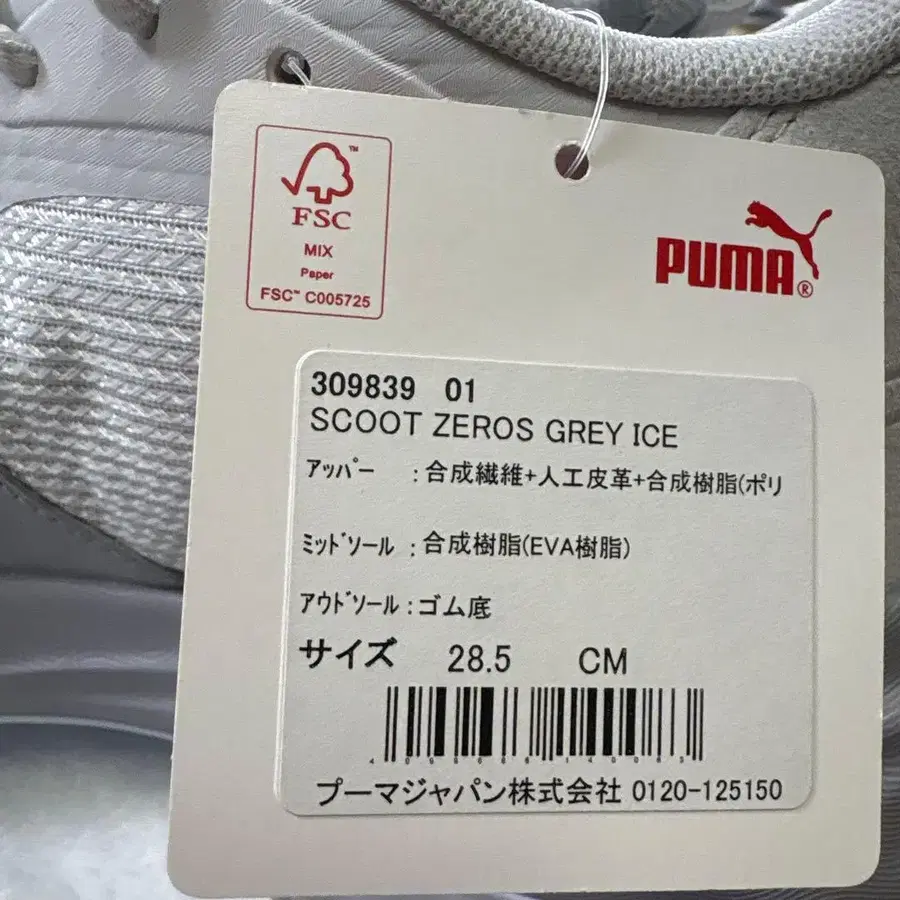 FSC™
MIX
Paper
FSC™ C005725
PUMA®
309839 01
SCOOT ZEROS GREY ICE
アッパー :合成繊維+人工皮革+合成樹脂(ポリ
ミッドソール :合成樹脂(EVA樹脂)
アウトソール:ゴム底
サイズ 28.5 CM
プーマジャパン株式会社 0120-125150